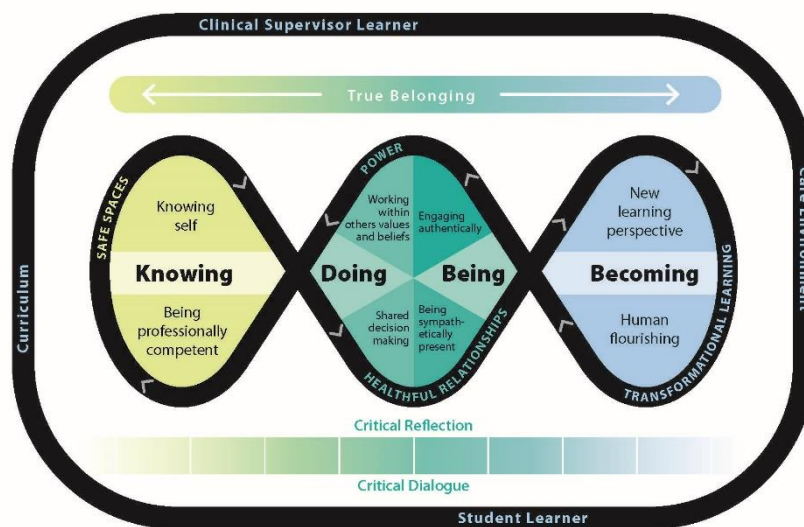 Clinical Supervisor Learner
True Belonging
SAFE SPACES
Knowing
self
Knowing
Being
professionally
competent
POWER
Working
within
others values
and beliefs
Engaging
authentically
Doing
Being
Shared
decision
making
Being
sympath-
etically
present
HEALTHFUL RELATIONSHIPS
New
learning
perspective
Becoming
Human
flourishing
TRANSFORMATIONAL LEARNING
Curriculum
Care Environment
Critical Reflection
Critical Dialogue
Student Learner